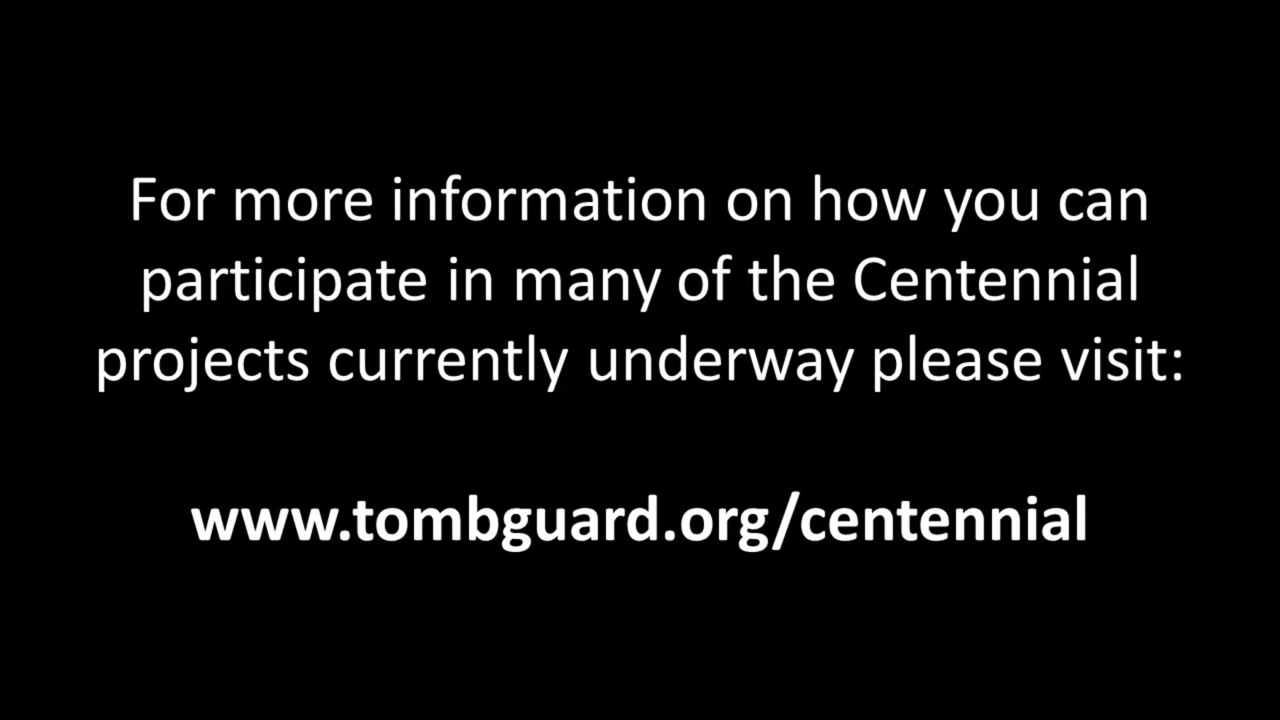 For more information on how you can
participate in many of the Centennial
projects currently underway please visit:
www.tombguard.org/centennial